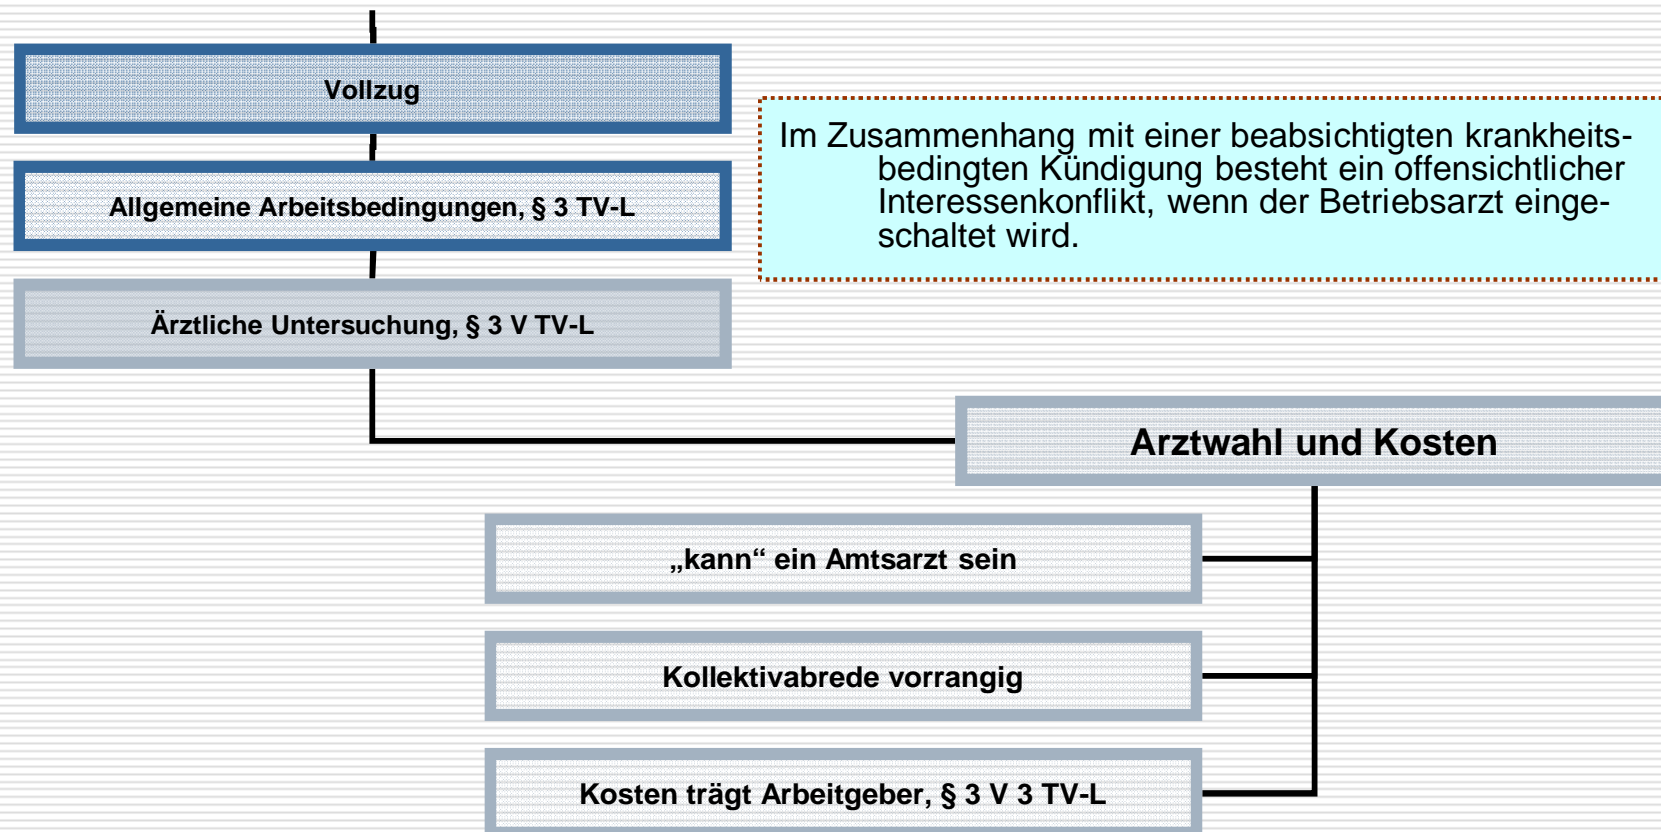 Vollzug
Im Zusammenhang mit einer beabsichtigten krankheits-
bedingten Kündigung besteht ein offensichtlicher
Interessenkonflikt, wenn der Betriebsarzt einge-
schaltet wird.
Allgemeine Arbeitsbedingungen, § 3 TV-L
Ärztliche Untersuchung, § 3 V TV-L
Arztwahl und Kosten
„kann“ ein Amtsarzt sein
Kollektivabrede vorrangig
Kosten trägt Arbeitgeber, § 3 V 3 TV-L